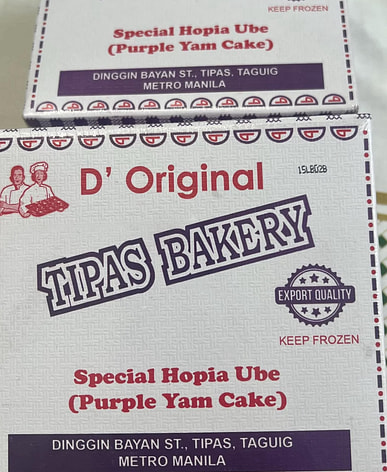 KEEP FROZEN
Special Hopia Ube
(Purple Yam Cake)
DINGGIN BAYAN ST., TIPAS, TAGUIG
METRO MANILA
D' Original
15LBD2B
TIPAS BAKERY
EXPORT QUALITY
KEEP FROZEN
Special Hopia Ube
(Purple Yam Cake)
DINGGIN BAYAN ST., TIPAS, TAGUIG
METRO MANILA